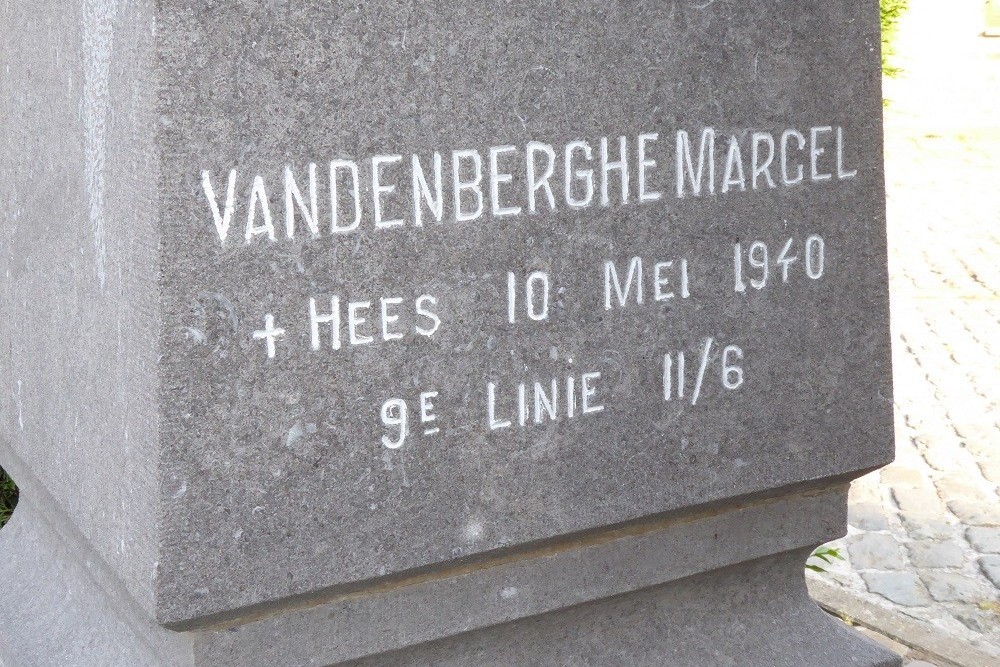 VANDENBERGHE MARCEL
+ HEES 10 MEI 1940
9E LINIE 11/6